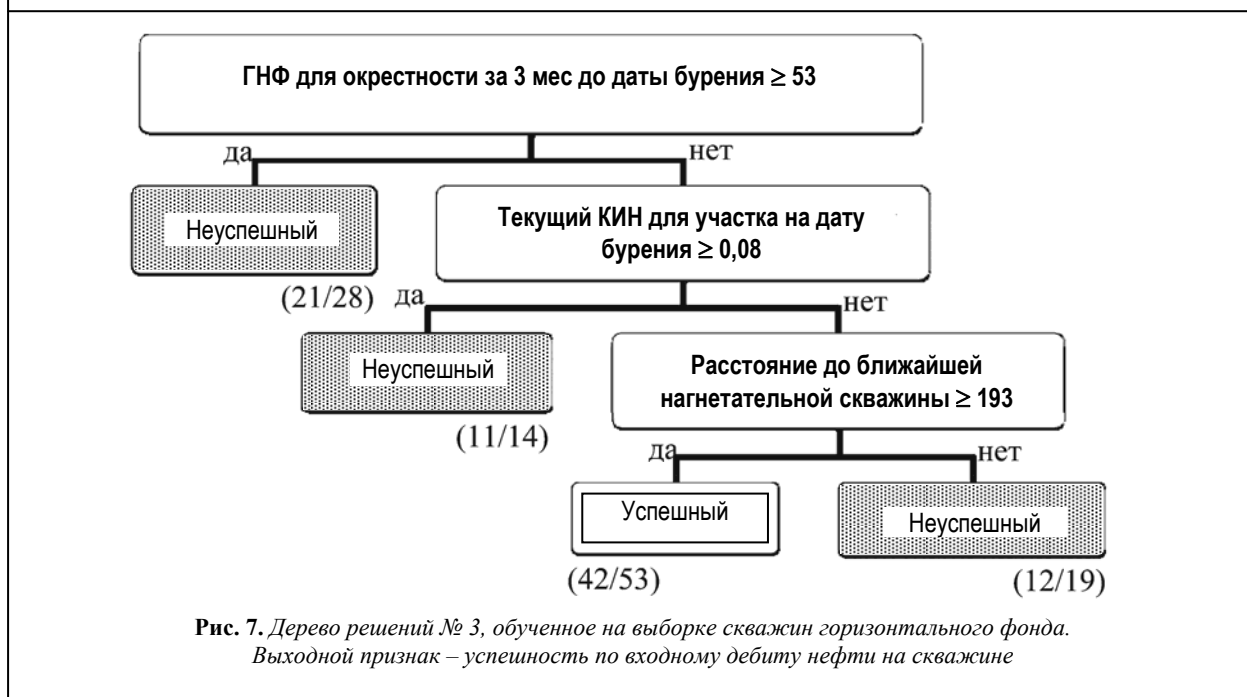 ГНФ для окрестности за 3 мес до даты бурения ≥ 53
да
нет
Неуспешный
(21/28)
Текущий КИН для участка на дату
бурения ≥ 0,08
да
нет
Неуспешный
(11/14)
Расстояние до ближайшей
нагнетательной скважины ≥ 193
да
нет
Успешный
(42/53)
Неуспешный
(12/19)
Рис. 7. Дерево решений № 3, обученное на выборке скважин горизонтального фонда.
Выходной признак – успешность по входному дебиту нефти на скважине